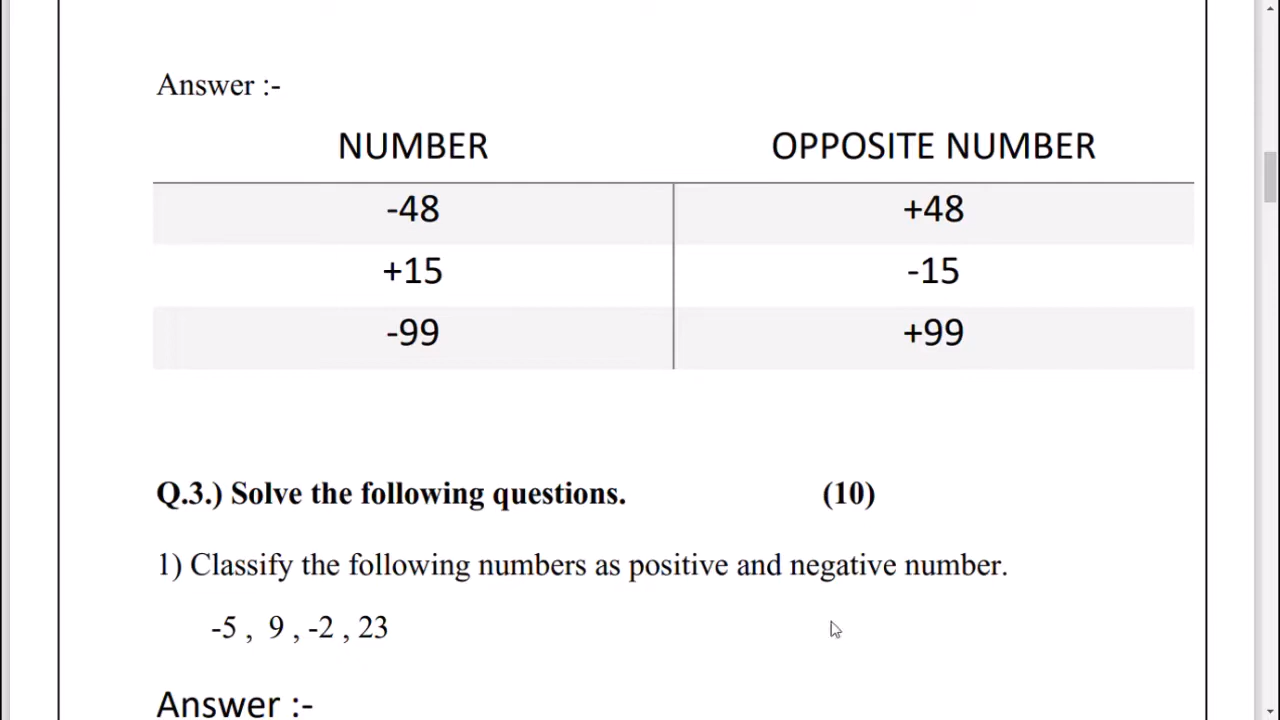 Answer :-
NUMBER OPPOSITE NUMBER
-48 +48
+15 -15
-99 +99
Q.3.) Solve the following questions. (10)
1) Classify the following numbers as positive and negative number.
-5 , 9 , -2 , 23
Answer :-